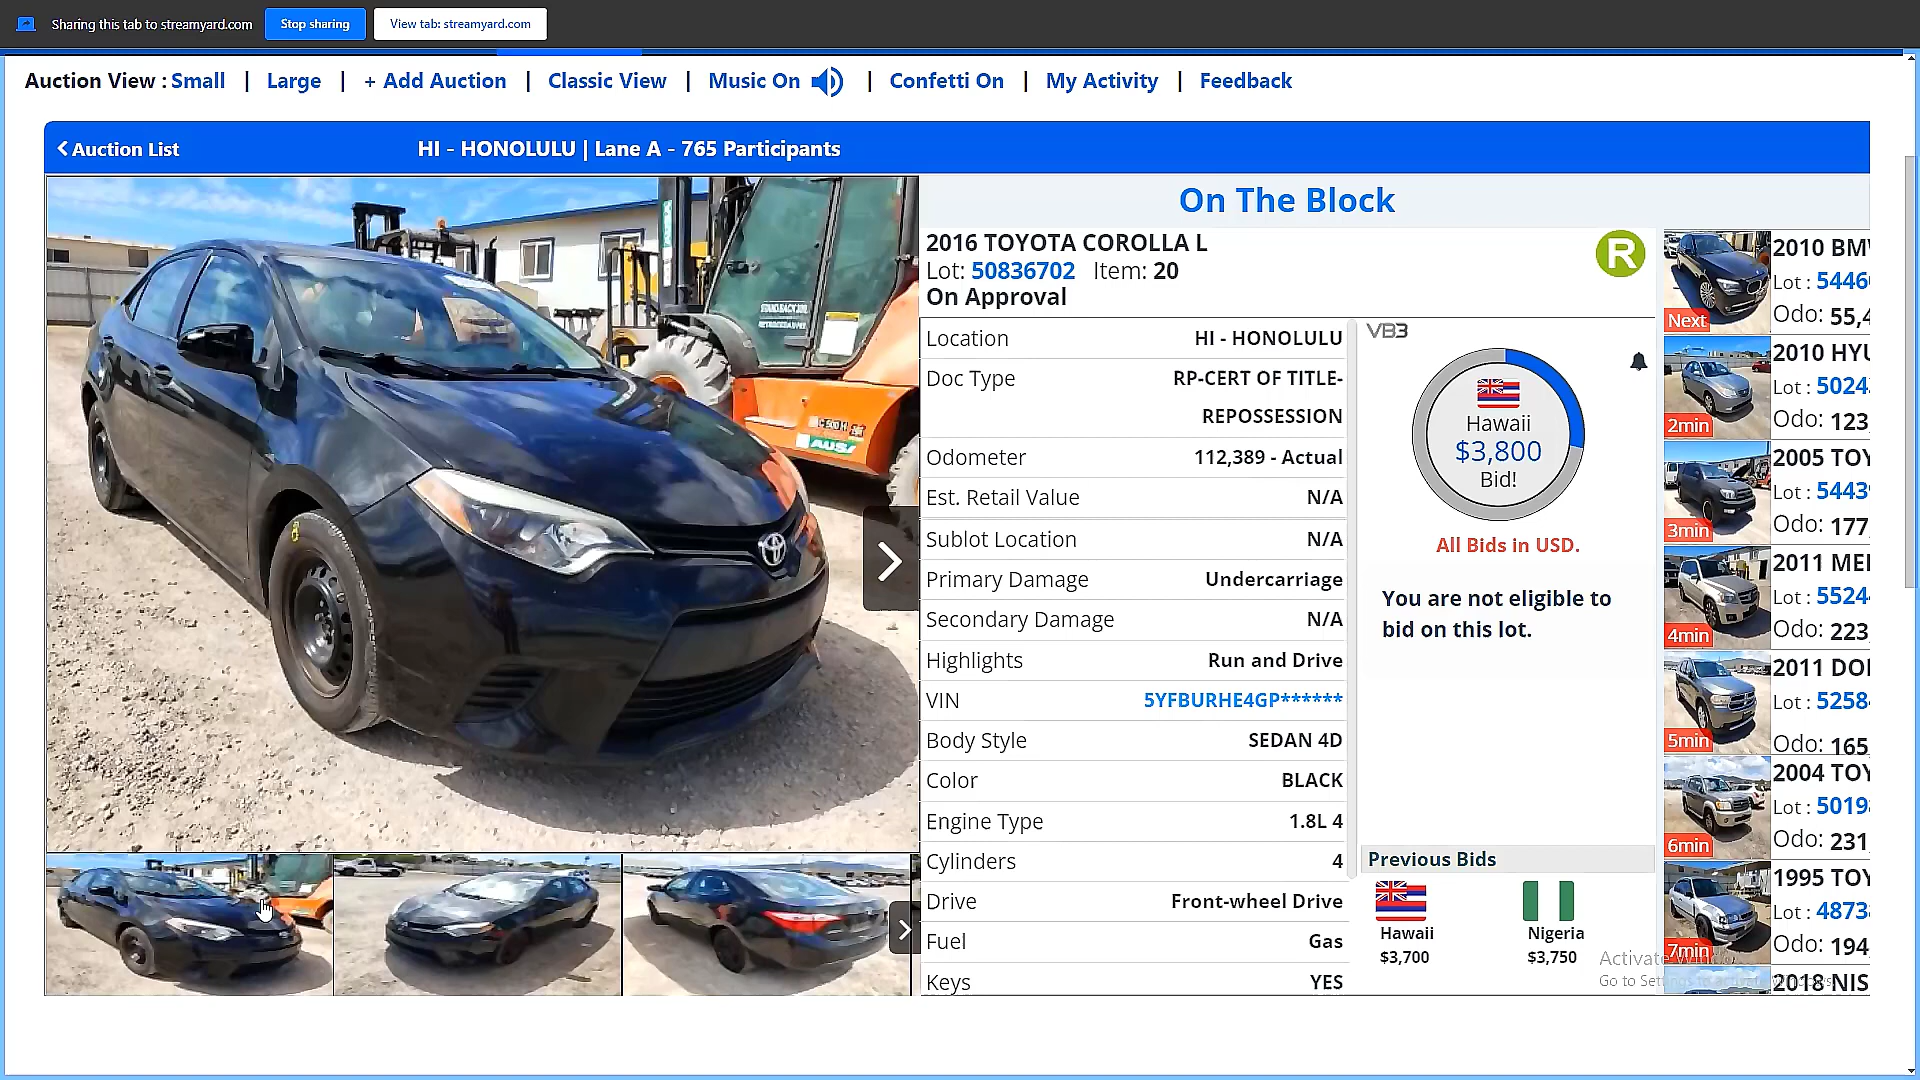 Sharing this tab to streamyard.com
Stop sharing
View tab: streamyard.com
Auction View : Small | Large | + Add Auction | Classic View | Music On | Confetti On | My Activity | Feedback
Auction List
HI - HONOLULU | Lane A - 765 Participants
On The Block
2016 TOYOTA COROLLA L
Lot: 50836702 Item: 20
On Approval
R
Location HI - HONOLULU
Doc Type RP-CERT OF TITLE-
REPOSSESSION
Odometer 112,389 - Actual
Est. Retail Value N/A
Sublot Location N/A
Primary Damage Undercarriage
Secondary Damage N/A
Highlights Run and Drive
VIN 5YFBURHE4GP******
Body Style SEDAN 4D
Color BLACK
Engine Type 1.8L 4
Cylinders 4
Drive Front-wheel Drive
Fuel Gas
Keys YES
VB3
Hawaii
$3,800
Bid!
All Bids in USD.
You are not eligible to
bid on this lot.
Previous Bids
Hawaii
$3,700
Nigeria
$3,750
2010 BM
Lot : 5446
Odo: 55,4
Next
2010 HYU
Lot : 5024
Odo: 123,
2min
2005 TOY
Lot : 5443
Odo: 177,
3min
2011 MER
Lot : 5524
Odo: 223,
4min
2011 DO
Lot : 5258
Odo: 165,
5min
2004 TOY
Lot : 5019
Odo: 231,
6min
1995 TOY
Lot : 4873
Odo: 194,
7min
2018 NIS
Activate
Go to